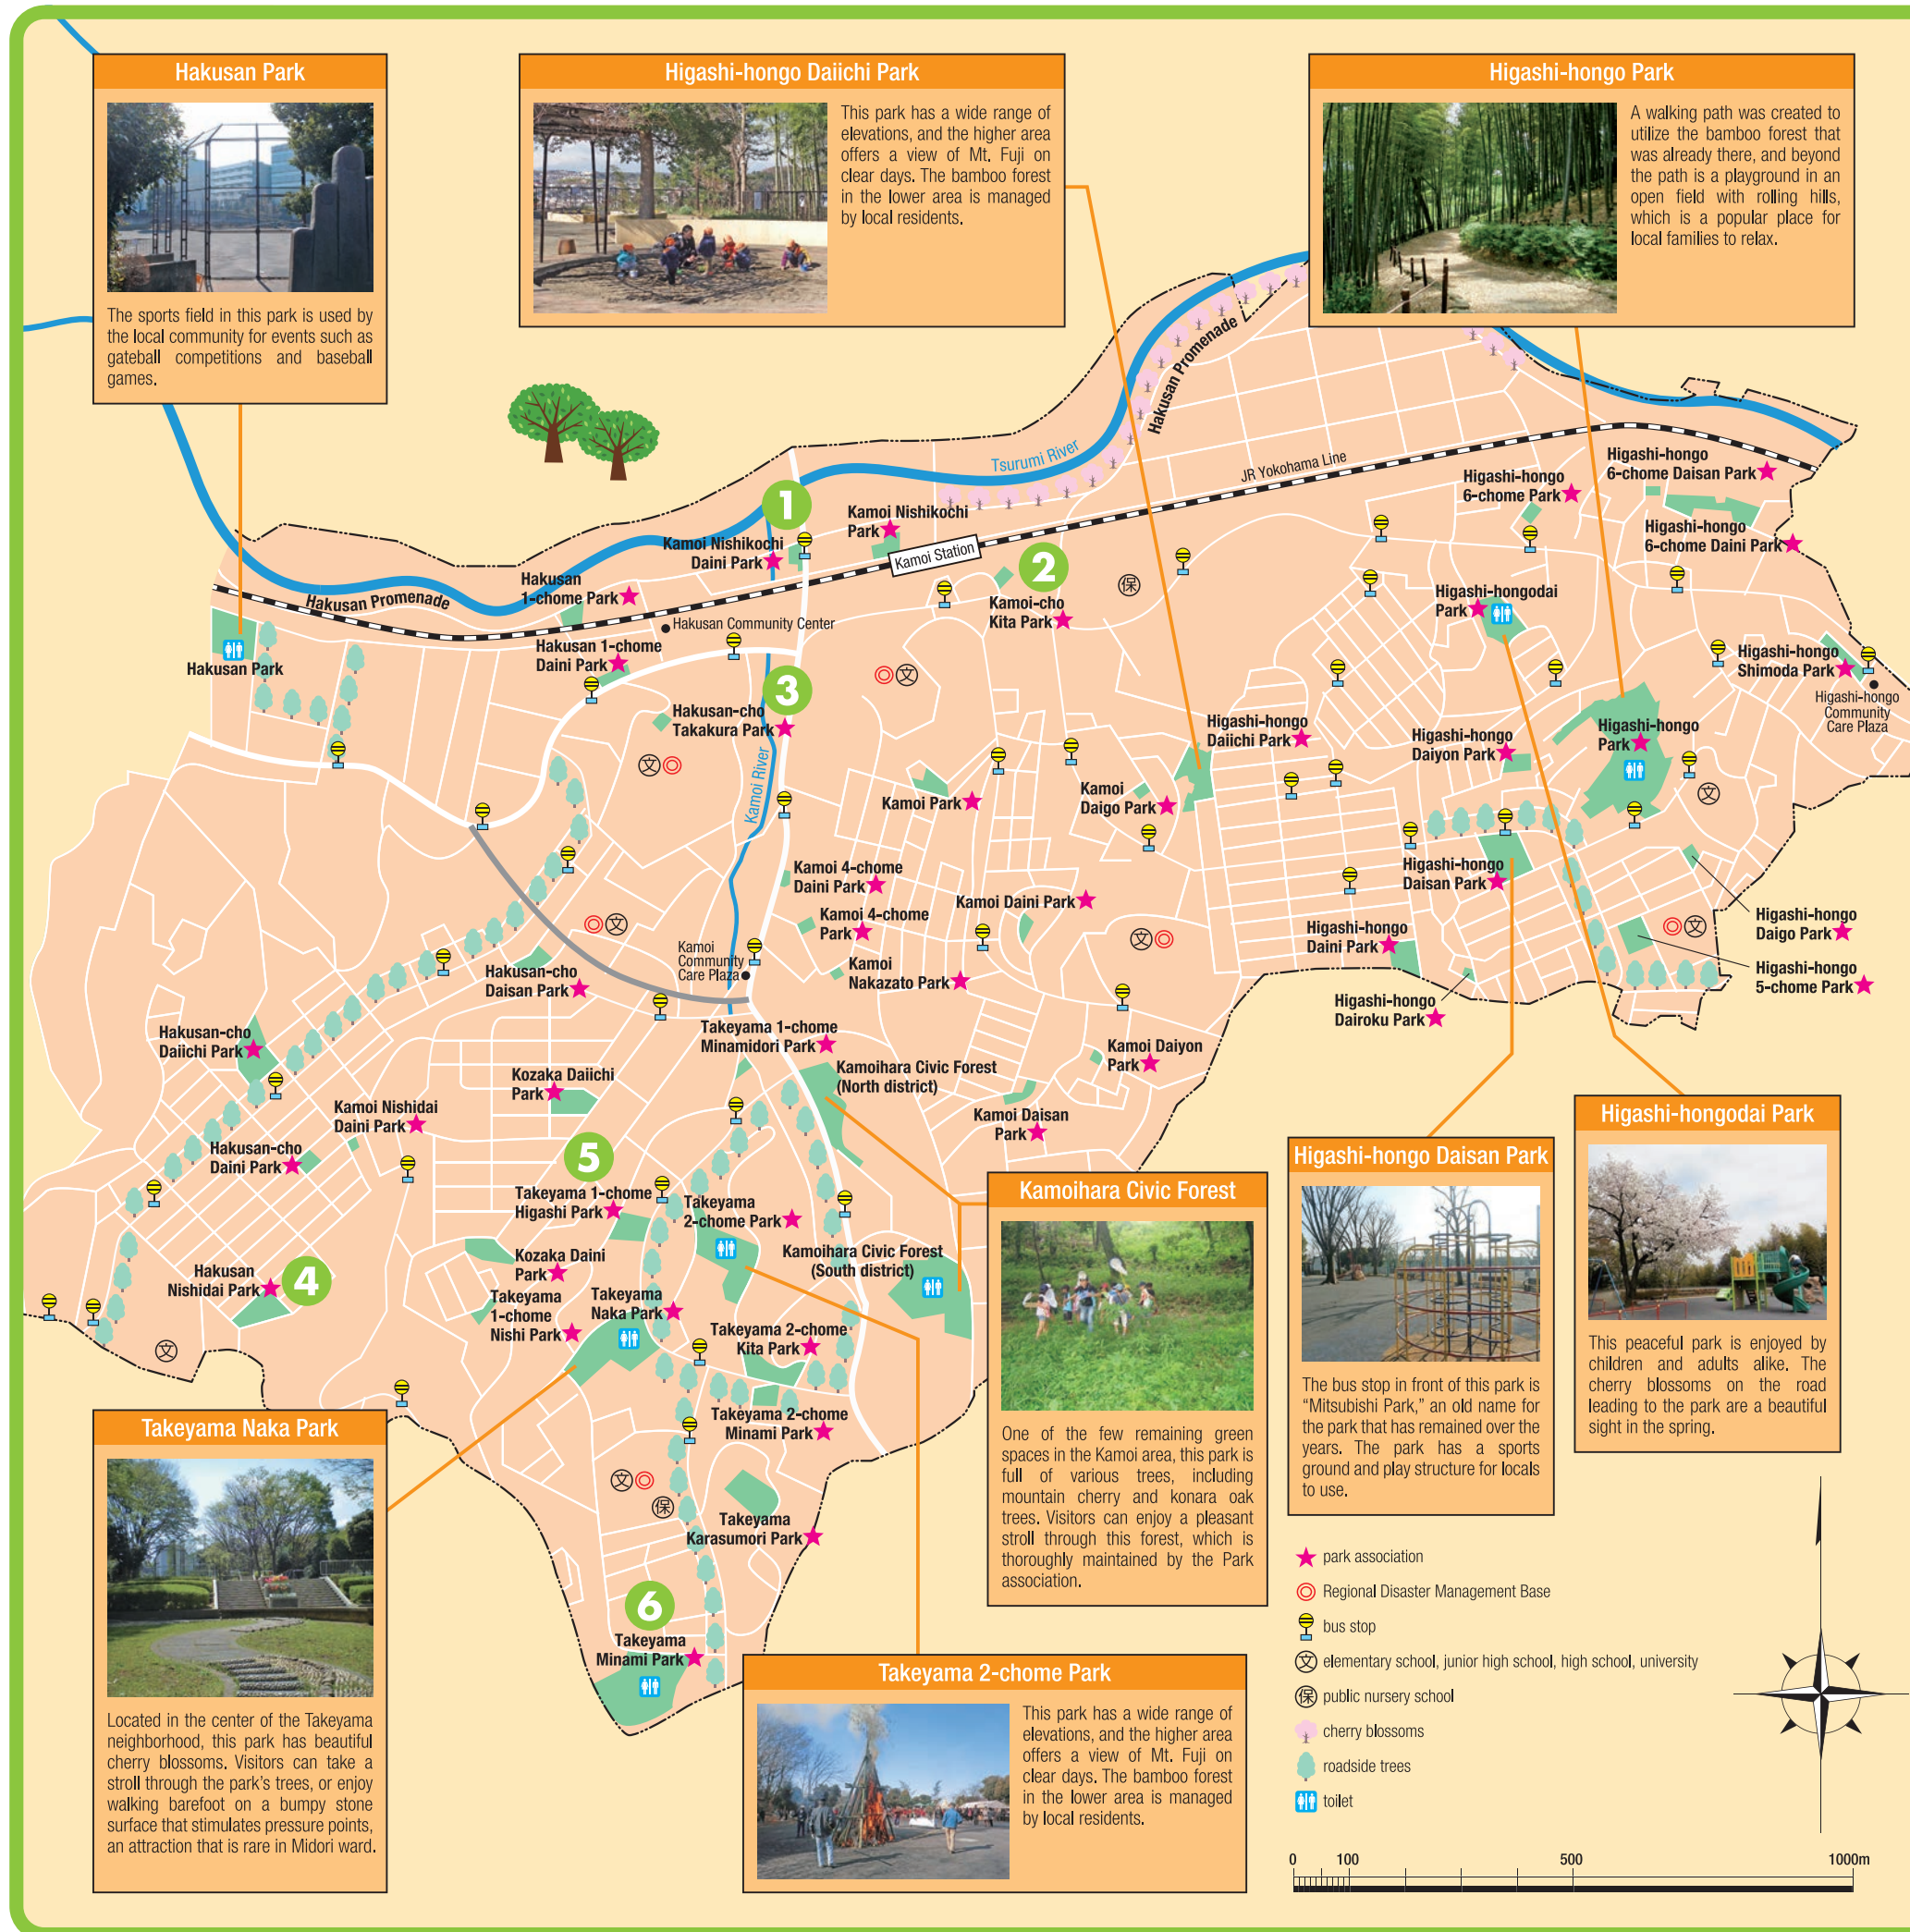 Hakusan Park
The sports field in this park is used by
the local community for events such as
gateball competitions and baseball
games.
Higashi-hongo Daiichi Park
This park has a wide range of
elevations, and the higher area
offers a view of Mt. Fuji on
clear days. The bamboo forest
in the lower area is managed
by local residents.
Higashi-hongo Park
A walking path was created to
utilize the bamboo forest that
was already there, and beyond
the path is a playground in an
open field with rolling hills,
which is a popular place for
local families to relax.
Hakusan Promenade
Tsurumi River
JR Yokohama Line
Higashi-hongo
6-chome Daisan Park
Higashi-hongo
6-chome Park
Higashi-hongo
6-chome Daini Park
1
Kamoi Nishikochi
Park
Kamoi Nishikochi
Daini Park
Kamoi Station
2
保
Kamoi-cho
Kita Park
Hakusan
1-chome Park
Hakusan Promenade
Hakusan Community Center
Hakusan Park
Hakusan 1-chome
Daini Park
3
文
Higashi-hongodai
Park
Higashi-hongo
Shimoda Park
Higashi-hongo
Community
Care Plaza
Hakusan-cho
Takakura Park
文
Kamoi River
Higashi-hongo
Daiichi Park
Higashi-hongo
Daiyon Park
Higashi-hongo
Park
文
Kamoi Park
Kamoi
Daigo Park
Kamoi 4-chome
Daini Park
Kamoi 4-chome
Park
Kamoi Daini Park
Higashi-hongo
Daisan Park
文
Kamoi
Community
Care Plaza
Kamoi
Nakazato Park
文
Higashi-hongo
Daini Park
文
Higashi-hongo
Daigo Park
Higashi-hongo
5-chome Park
Higashi-hongo
Dairoku Park
Hakusan-cho
Daisan Park
Hakusan-cho
Daiichi Park
Takeyama 1-chome
Minamidori Park
Kamoihara Civic Forest
(North district)
Kamoi Daiyon
Park
Kamoi Daisan
Park
Kozaka Daiichi
Park
Kamoi Nishidai
Daini Park
Hakusan-cho
Daini Park
5
Takeyama 1-chome
Higashi Park
Takeyama
2-chome Park
Kamoihara Civic Forest
(South district)
Kozaka Daini
Park
Hakusan
Nishidai Park
4
文
Takeyama
1-chome
Nishi Park
Takeyama
Naka Park
Takeyama 2-chome
Kita Park
Takeyama 2-chome
Minami Park
文
保
Takeyama
Karasumori Park
6
Takeyama
Minami Park
Kamoihara Civic Forest
One of the few remaining green
spaces in the Kamoi area, this park is
full of various trees, including
mountain cherry and konara oak
trees. Visitors can enjoy a pleasant
stroll through this forest, which is
thoroughly maintained by the Park
association.
Higashi-hongo Daisan Park
The bus stop in front of this park is
“Mitsubishi Park,” an old name for
the park that has remained over the
years. The park has a sports
ground and play structure for locals
to use.
Higashi-hongodai Park
This peaceful park is enjoyed by
children and adults alike. The
cherry blossoms on the road
leading to the park are a beautiful
sight in the spring.
Takeyama Naka Park
Located in the center of the Takeyama
neighborhood, this park has beautiful
cherry blossoms. Visitors can take a
stroll through the park's trees, or enjoy
walking barefoot on a bumpy stone
surface that stimulates pressure points,
an attraction that is rare in Midori ward.
Takeyama 2-chome Park
This park has a wide range of
elevations, and the higher area
offers a view of Mt. Fuji on
clear days. The bamboo forest
in the lower area is managed
by local residents.
park association
Regional Disaster Management Base
bus stop
文 elementary school, junior high school, high school, university
保 public nursery school
cherry blossoms
roadside trees
toilet
0 100 500 1000m